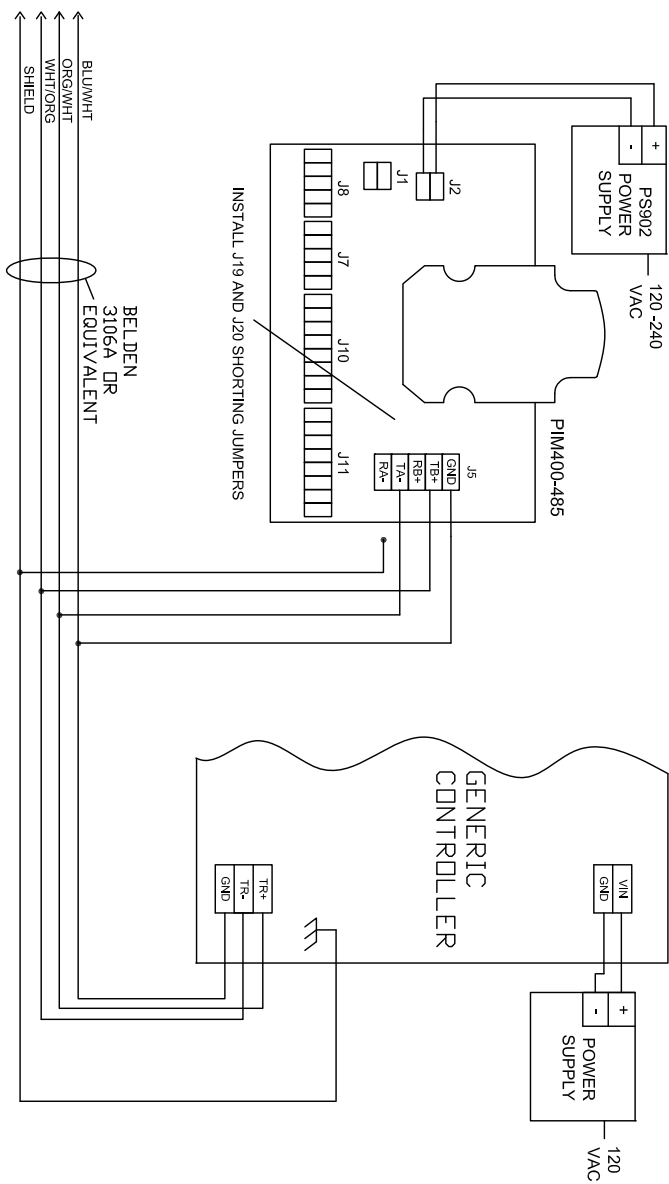 PS902
POWER
SUPPLY
+
-
120 -240
VAC
J2
J1
J8
J7
J10
J11
PIM400-485
J5
GND
TB+
RB+
TA-
RA-
INSTALL J19 AND J20 SHORTING JUMPERS
BLU/WHT
ORG/WHT
WHT/ORG
SHIELD
BELDEN
3106A OR
EQUIVALENT
GENERIC
CONTROLLER
VIN
GND
TR+
TR-
GND
+
-
POWER
SUPPLY
120
VAC